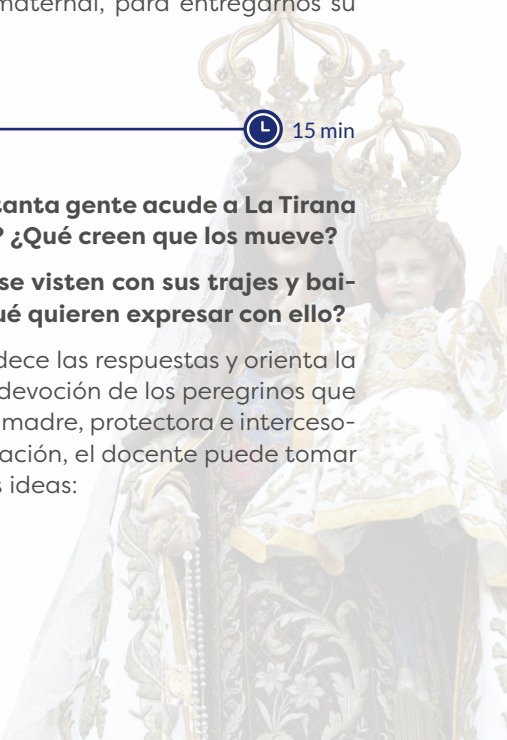 maternal, para entregarnos su
15 min
tanta gente acude a La Tirana
? ¿Qué creen que los mueve?
se visten con sus trajes y bai-
ué quieren expresar con ello?
dece las respuestas y orienta la
devoción de los peregrinos que
madre, protectora e interceso-
ación, el docente puede tomar
s ideas: